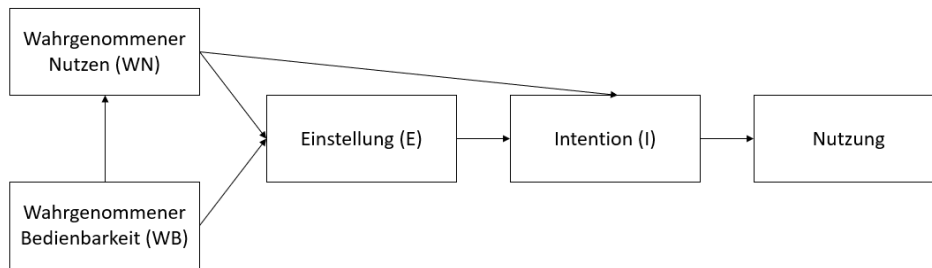 Wahrgenommener
Nutzen (WN)
Einstellung (E)
Intention (I)
Nutzung
Wahrgenommener
Bedienbarkeit (WB)